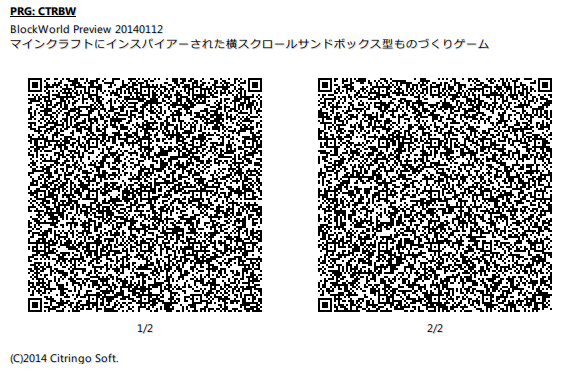 PRG: CTRBW
BlockWorld Preview 20140112
マインクラフトにインスパイアーされた横スクロールサンドボックス型ものづくりゲーム
1/2
2/2
(C)2014 Citringo Soft.